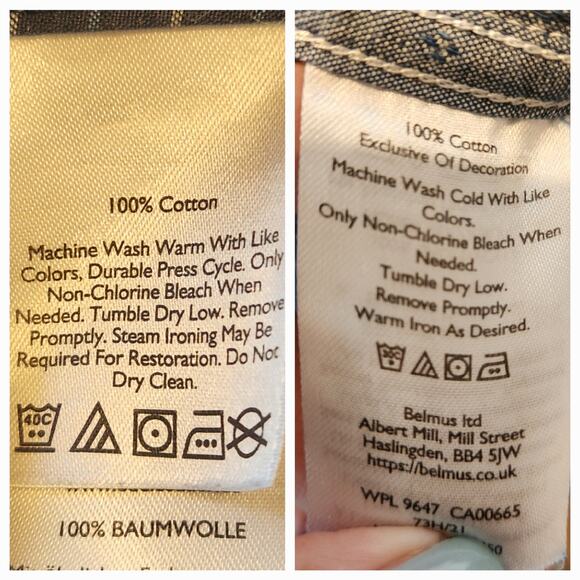 100% Cotton
Machine Wash Warm With Like
Colors, Durable Press Cycle. Only
Non-Chlorine Bleach When
Needed. Tumble Dry Low. Remove
Promptly. Steam Ironing May Be
Required For Restoration. Do Not
Dry Clean.
40C
100% BAUMWOLLE
100% Cotton
Exclusive Of Decoration
Machine Wash Cold With Like
Colors.
Only Non-Chlorine Bleach When
Needed.
Tumble Dry Low.
Remove Promptly.
Warm Iron As Desired.
Belmus ltd
Albert Mill, Mill Street
Haslingden, BB4 5JW
https://belmus.co.uk
WPL 9647 CA00665
73H/21